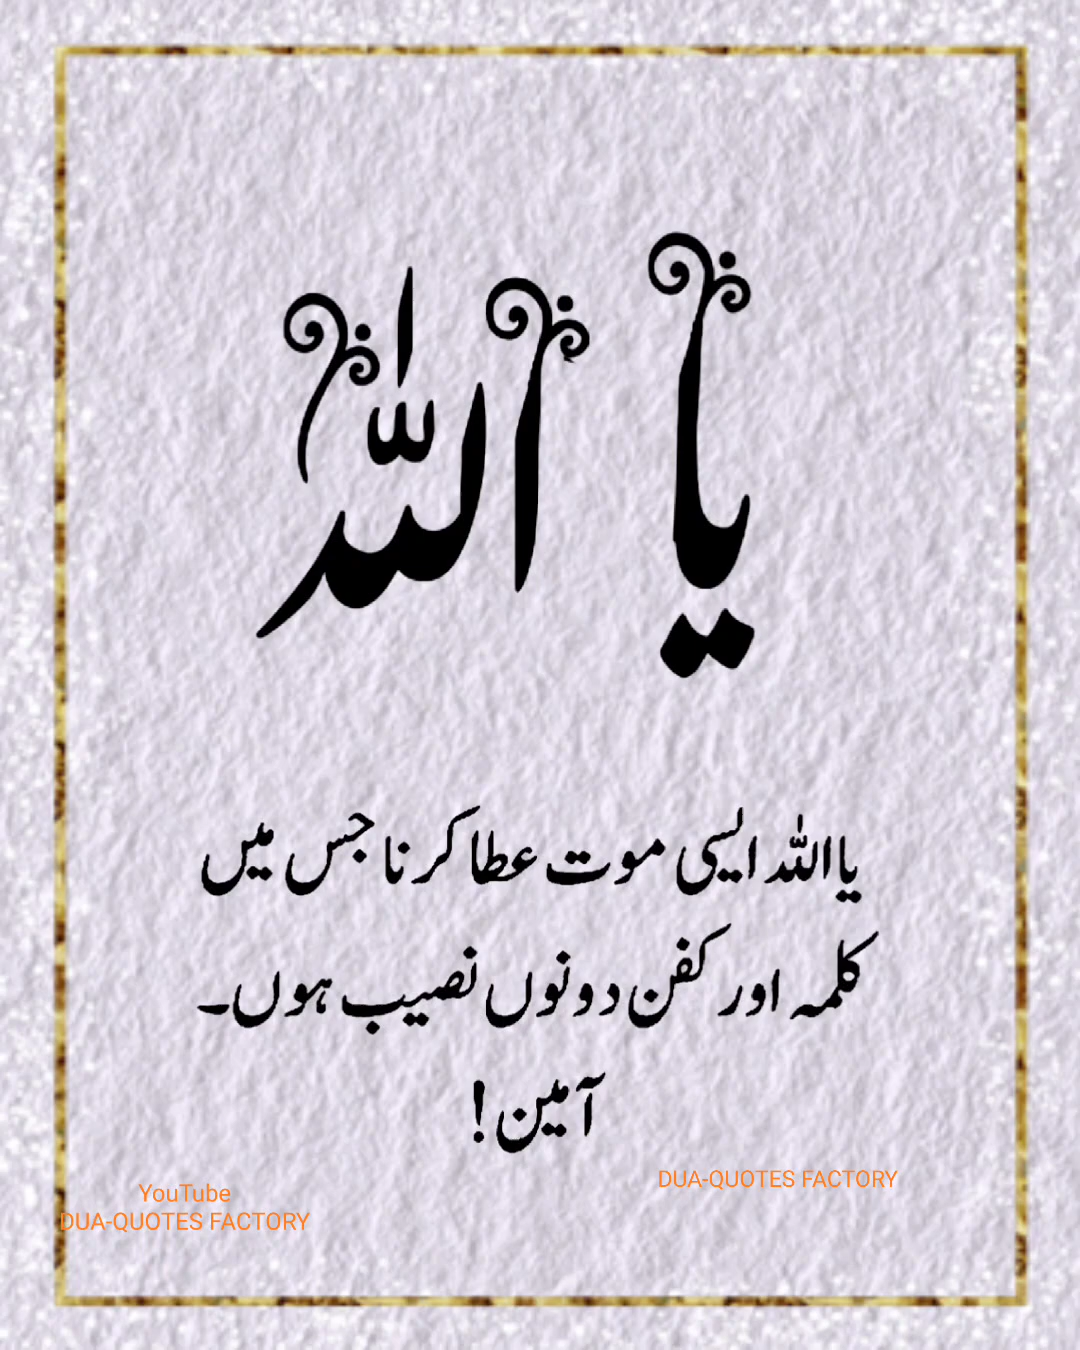 یا اللہ
یا اللہ ایسی موت عطا کرنا جس میں
کلمہ اور کفن دونوں نصیب ہوں۔
آمین!
DUA-QUOTES FACTORY
YouTube
DUA-QUOTES FACTORY